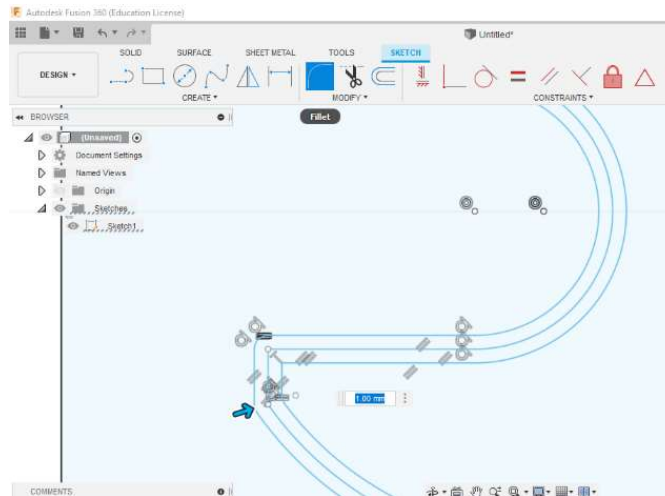 Autodesk Fusion 360 (Education License)
Untitled*
SOLID SURFACE SHEET METAL TOOLS SKETCH
DESIGN
CREATE MODIFY CONSTRAINTS
BROWSER
Fillet
(Unsaved)
Document Settings
Named Views
Origin
Sketches
Sketch1
1.00 mm
COMMENTS